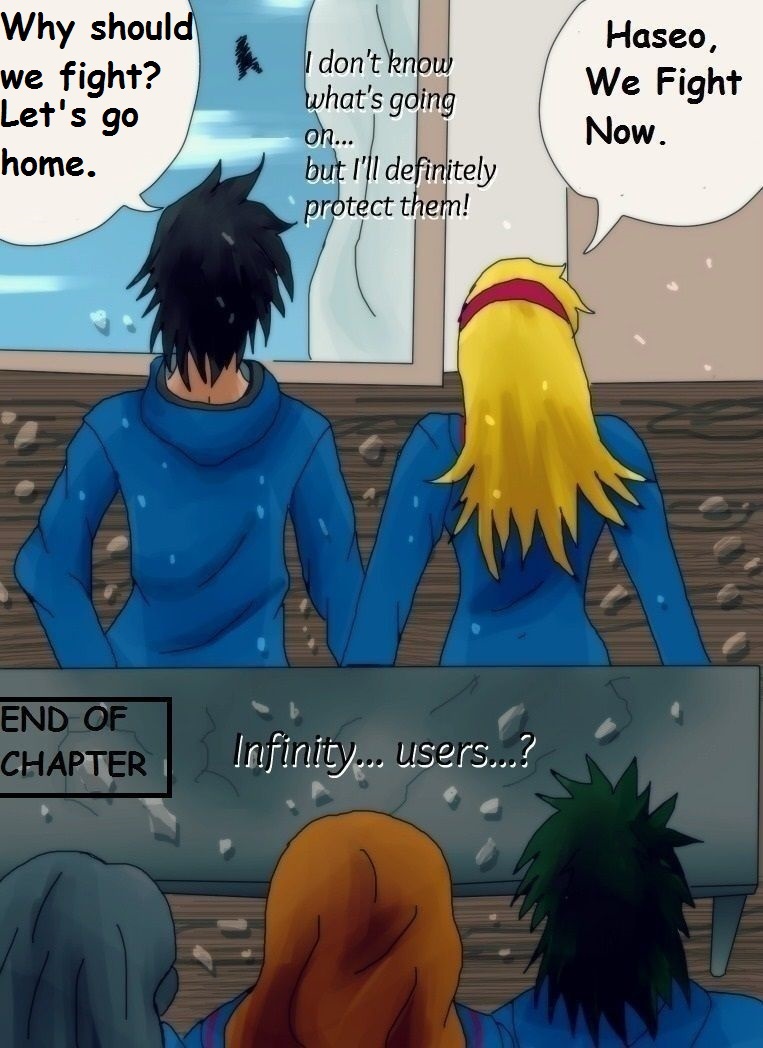 Why should
we fight?
Let's go
home.
I don't know
what's going
on...
but I'll definitely
protect them!
Haseo,
We Fight
Now.
END OF
CHAPTER
Infinity... users...?